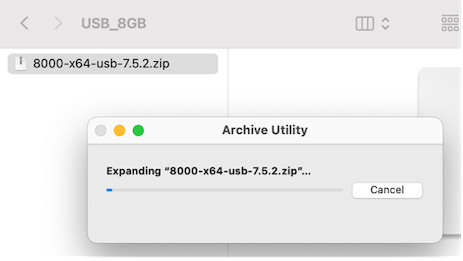 USB_8GB
8000-x64-usb-7.5.2.zip
Archive Utility
Expanding “8000-x64-usb-7.5.2.zip”...
Cancel